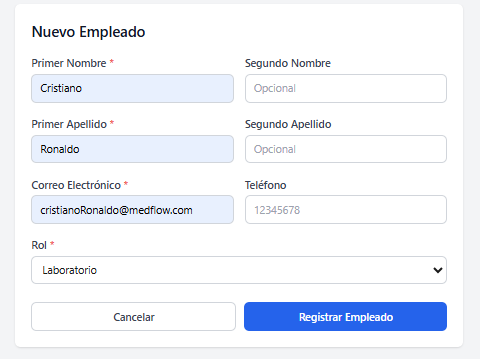 Nuevo Empleado
Primer Nombre * Segundo Nombre
Cristiano Opcional
Primer Apellido * Segundo Apellido
Ronaldo Opcional
Correo Electrónico * Teléfono
cristianoRonaldo@medflow.com 12345678
Rol *
Laboratorio
Cancelar Registrar Empleado